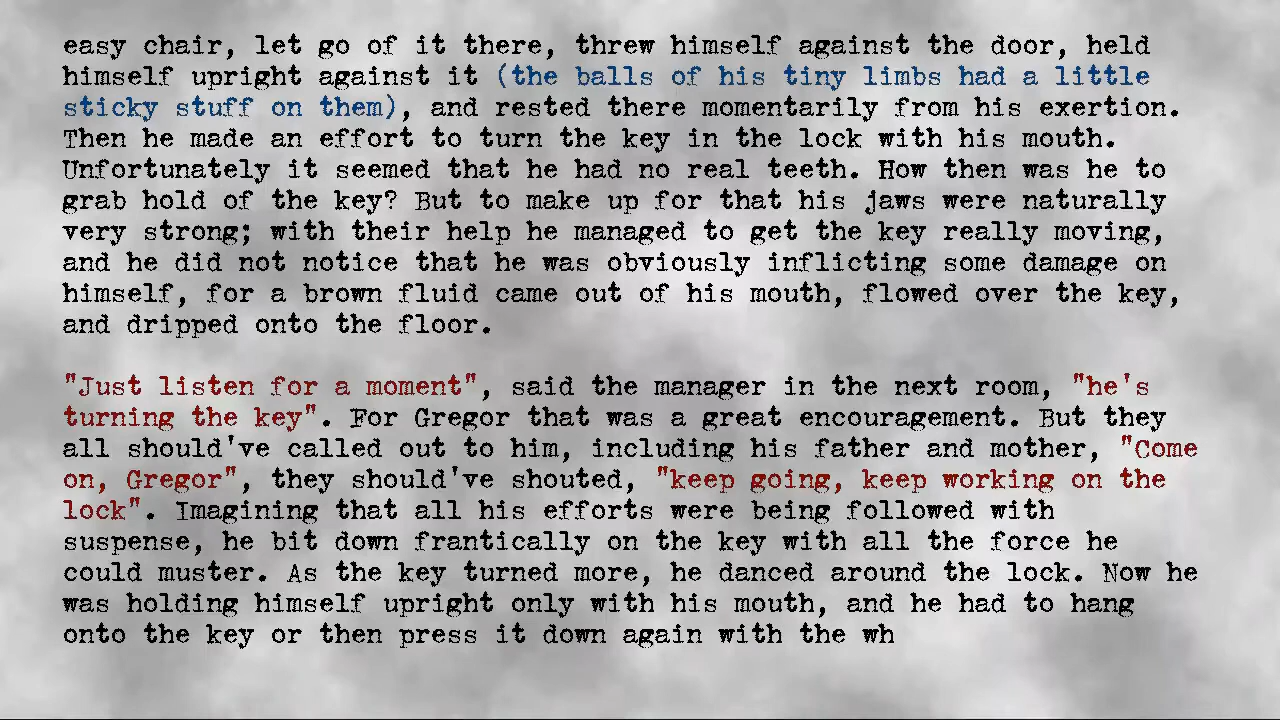 easy chair, let go of it there, threw himself against the door, held
himself upright against it (the balls of his tiny limbs had a little
sticky stuff on them), and rested there momentarily from his exertion.
Then he made an effort to turn the key in the lock with his mouth.
Unfortunately it seemed that he had no real teeth. How then was he to
grab hold of the key? But to make up for that his jaws were naturally
very strong; with their help he managed to get the key really moving,
and he did not notice that he was obviously inflicting some damage on
himself, for a brown fluid came out of his mouth, flowed over the key,
and dripped onto the floor.
"Just listen for a moment", said the manager in the next room, "he's
turning the key". For Gregor that was a great encouragement. But they
all should've called out to him, including his father and mother, "Come
on, Gregor", they should've shouted, "keep going, keep working on the
lock". Imagining that all his efforts were being followed with
suspense, he bit down frantically on the key with all the force he
could muster. As the key turned more, he danced around the lock. Now he
was holding himself upright only with his mouth, and he had to hang
onto the key or then press it down again with the wh